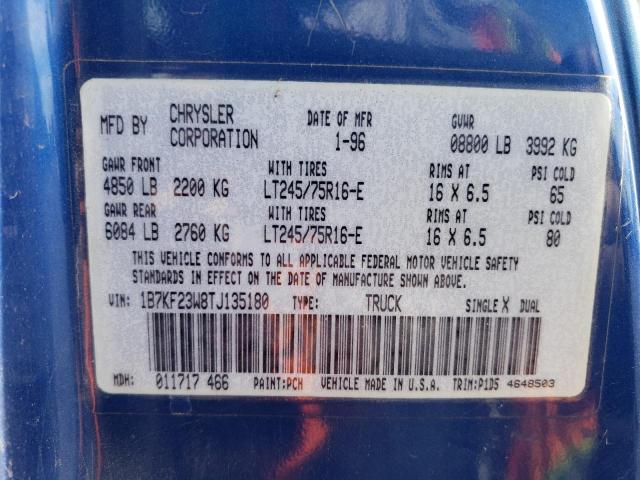 MFD BY CHRYSLER CORPORATION DATE OF MFR 1-96 GVWR 08800 LB 3992 KG
GAWR FRONT WITH TIRES RIMS AT PSI COLD
4850 LB 2200 KG LT245/75R16-E 16 X 6.5 65
GAWR REAR WITH TIRES RIMS AT PSI COLD
6084 LB 2760 KG LT245/75R16-E 16 X 6.5 80
THIS VEHICLE CONFORMS TO ALL APPLICABLE FEDERAL MOTOR VEHICLE SAFETY
STANDARDS IN EFFECT ON THE DATE OF MANUFACTURE SHOWN ABOVE.
VIN: 1B7KF23W8TJ135180 TYPE: TRUCK SINGLE X DUAL
MDH: 011717 466 PAINT:PCH VEHICLE MADE IN U.S.A. TRIM:P1D5 4648503